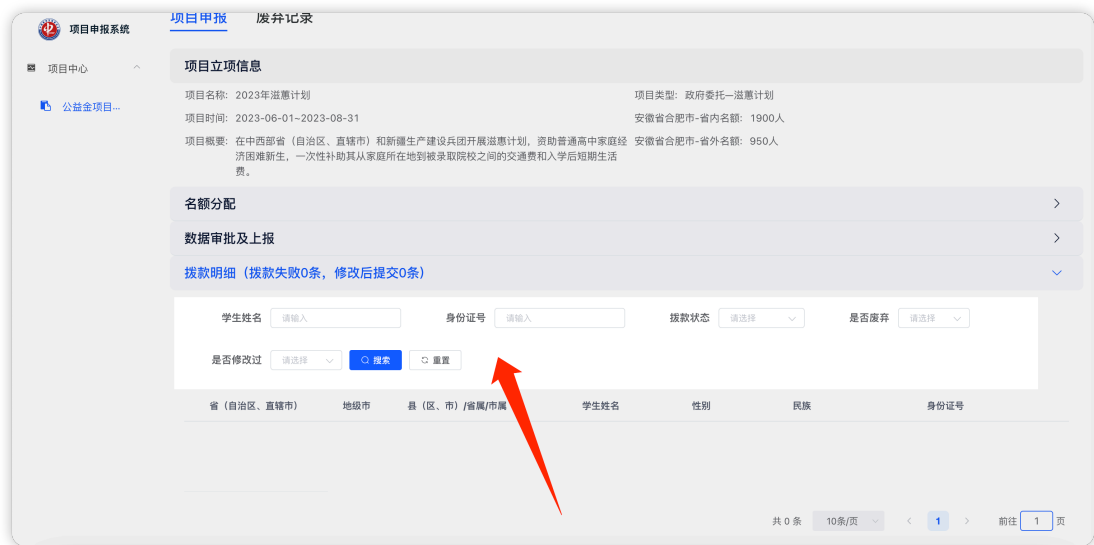 项目申报系统
项目申报 废弃记录
项目中心
公益金项目...
项目立项信息
项目名称: 2023年滋蕙计划 项目类型: 政府委托—滋蕙计划
项目时间: 2023-06-01~2023-08-31 安徽省合肥市-省内名额: 1900人
项目概要: 在中西部省（自治区、直辖市）和新疆生产建设兵团开展滋蕙计划，资助普通高中家庭经 安徽省合肥市-省外名额: 950人
济困难新生，一次性补助其从家庭所在地到被录取院校之间的交通费和入学后短期生活
费。
名额分配
数据审批及上报
拨款明细（拨款失败0条，修改后提交0条）
学生姓名 请输入 身份证号 请输入 拨款状态 请选择 是否废弃 请选择
是否修改过 请选择 搜索 重置
省（自治区、直辖市） 地级市 县（区、市）/省属/市属 学生姓名 性别 民族 身份证号
共 0 条 10条/页 1 前往 1 页